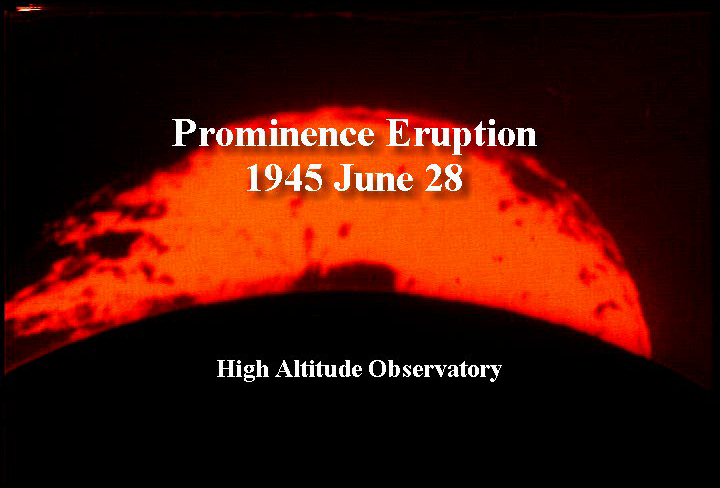 Prominence Eruption
1945 June 28
High Altitude Observatory